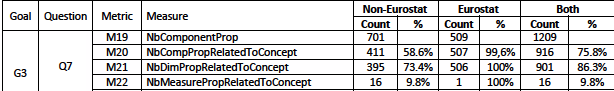 Non-Eurostat Eurostat Both
Goal Question Metric Measure Count % Count % Count %
M19 NbComponentProp 701 509 1209
M20 NbCompPropRelatedToConcept 411 58.6% 507 99,6% 916 75.8%
G3 Q7 M21 NbDimPropRelatedToConcept 395 73.4% 506 100% 901 86.3%
M22 NbMeasurePropRelatedToConcept 16 9.8% 1 100% 16 9.8%